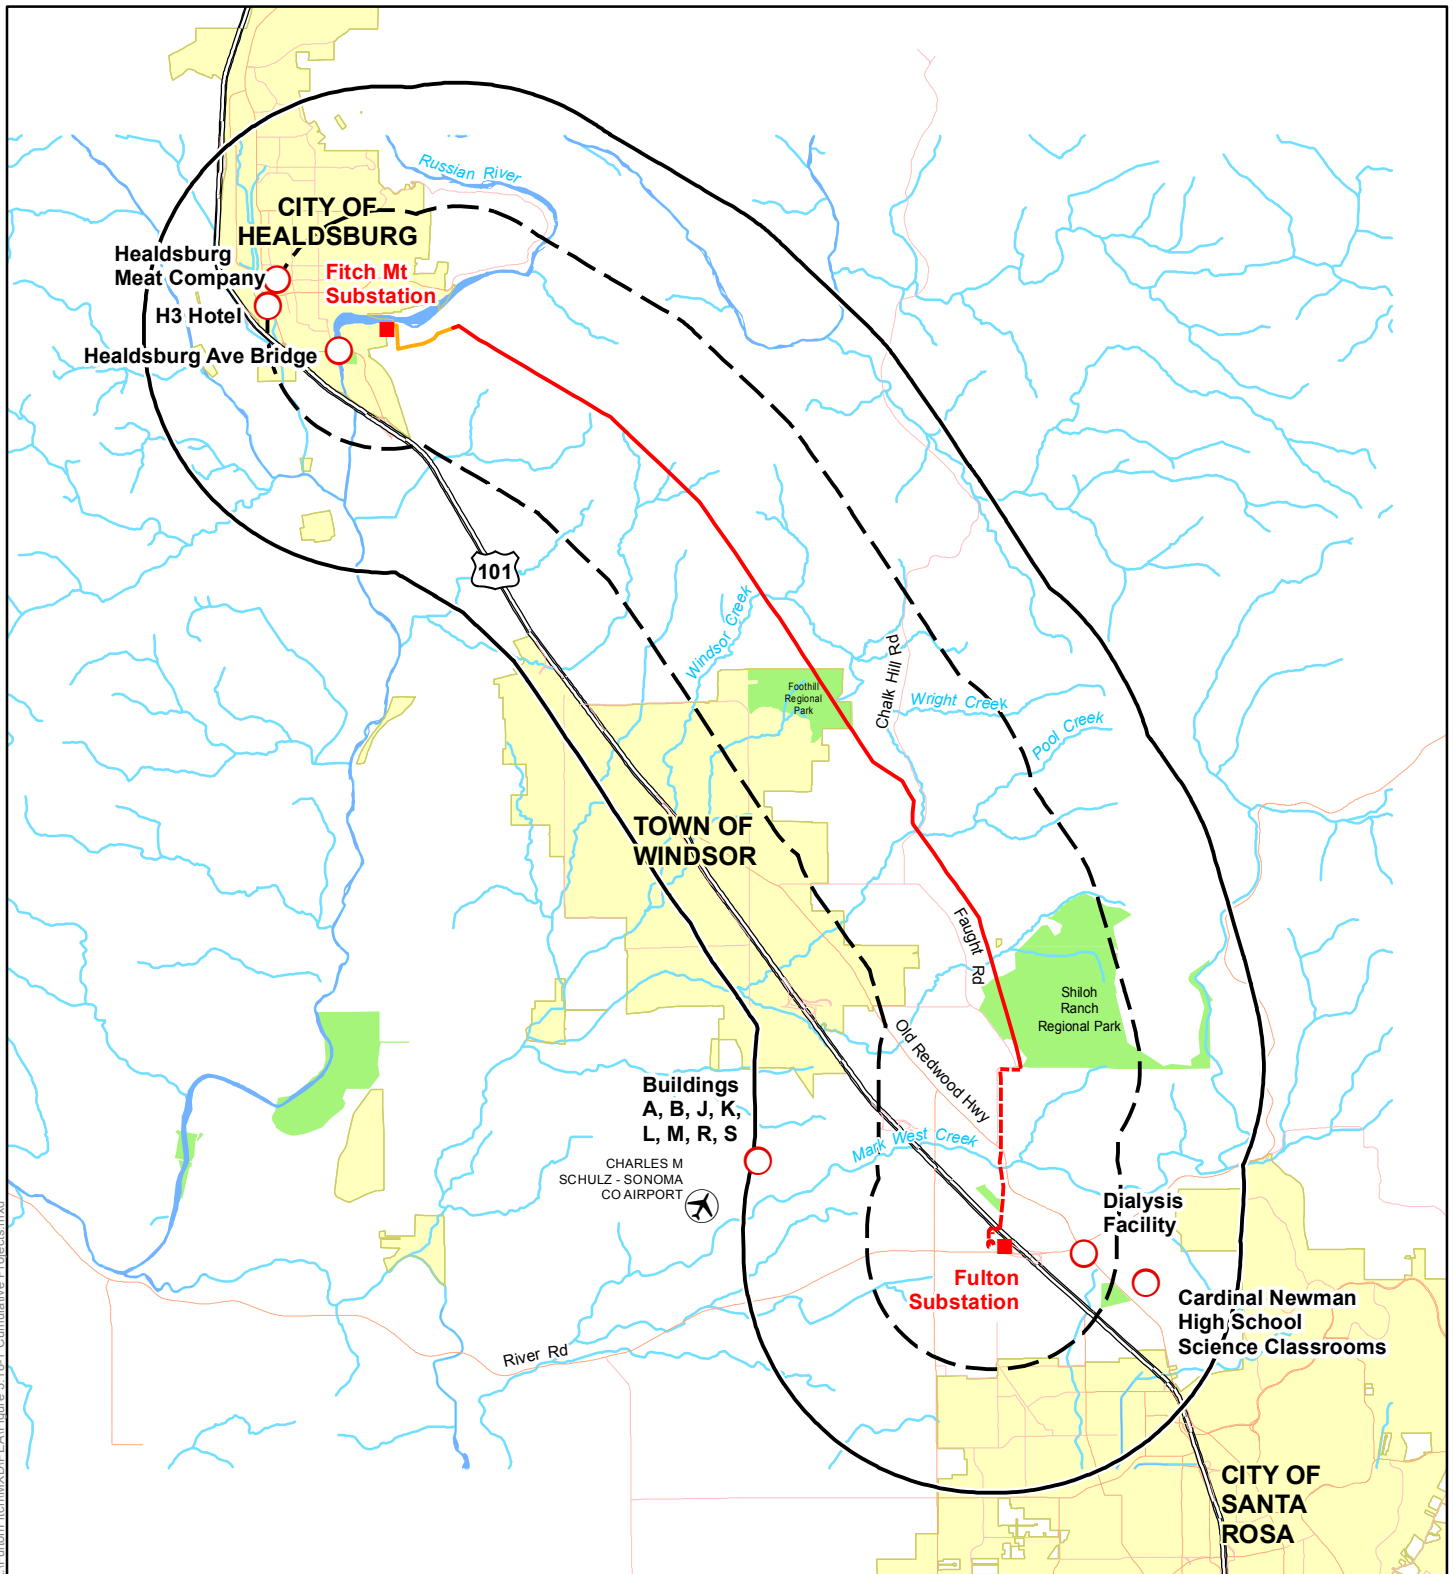 Russian River
CITY OF
HEALDSBURG
Healdsburg
Meat Company
Fitch Mt
Substation
H3 Hotel
Healdsburg Ave Bridge
101
Windsor Creek
Chalk Hill Rd
Foothill
Regional
Park
Wright Creek
Pool Creek
TOWN OF
WINDSOR
Faught Rd
Shiloh
Ranch
Regional Park
Old Redwood Hwy
Buildings
A, B, J, K,
L, M, R, S
Mark West Creek
CHARLES M
SCHULZ - SONOMA
CO AIRPORT
Dialysis
Facility
Fulton
Substation
Cardinal Newman
High School
Science Classrooms
River Rd
CITY OF
SANTA
ROSA